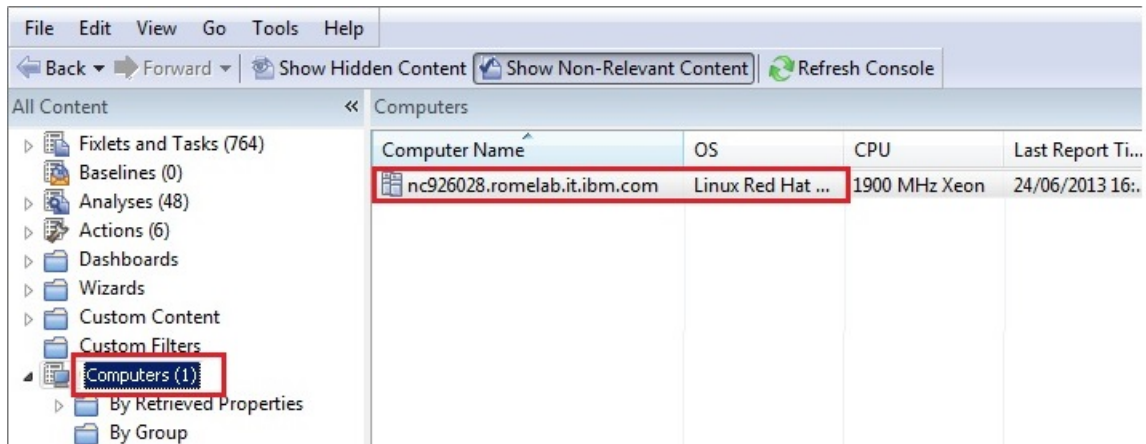 File Edit View Go Tools Help
Back Forward Show Hidden Content Show Non-Relevant Content Refresh Console
All Content « Computers
Fixlets and Tasks (764)
Baselines (0)
Analyses (48)
Actions (6)
Dashboards
Wizards
Custom Content
Custom Filters
Computers (1)
By Retrieved Properties
By Group
Computer Name OS CPU Last Report Ti...
nc926028.romelab.it.ibm.com Linux Red Hat ... 1900 MHz Xeon 24/06/2013 16:..